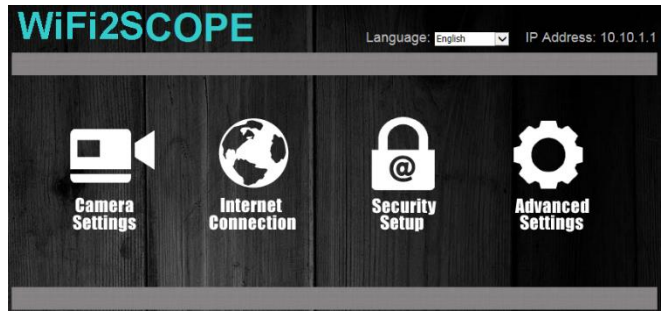 WiFi2SCOPE
Language: English IP Address: 10.10.1.1
@
Camera Settings
Internet Connection
Security Setup
Advanced Settings